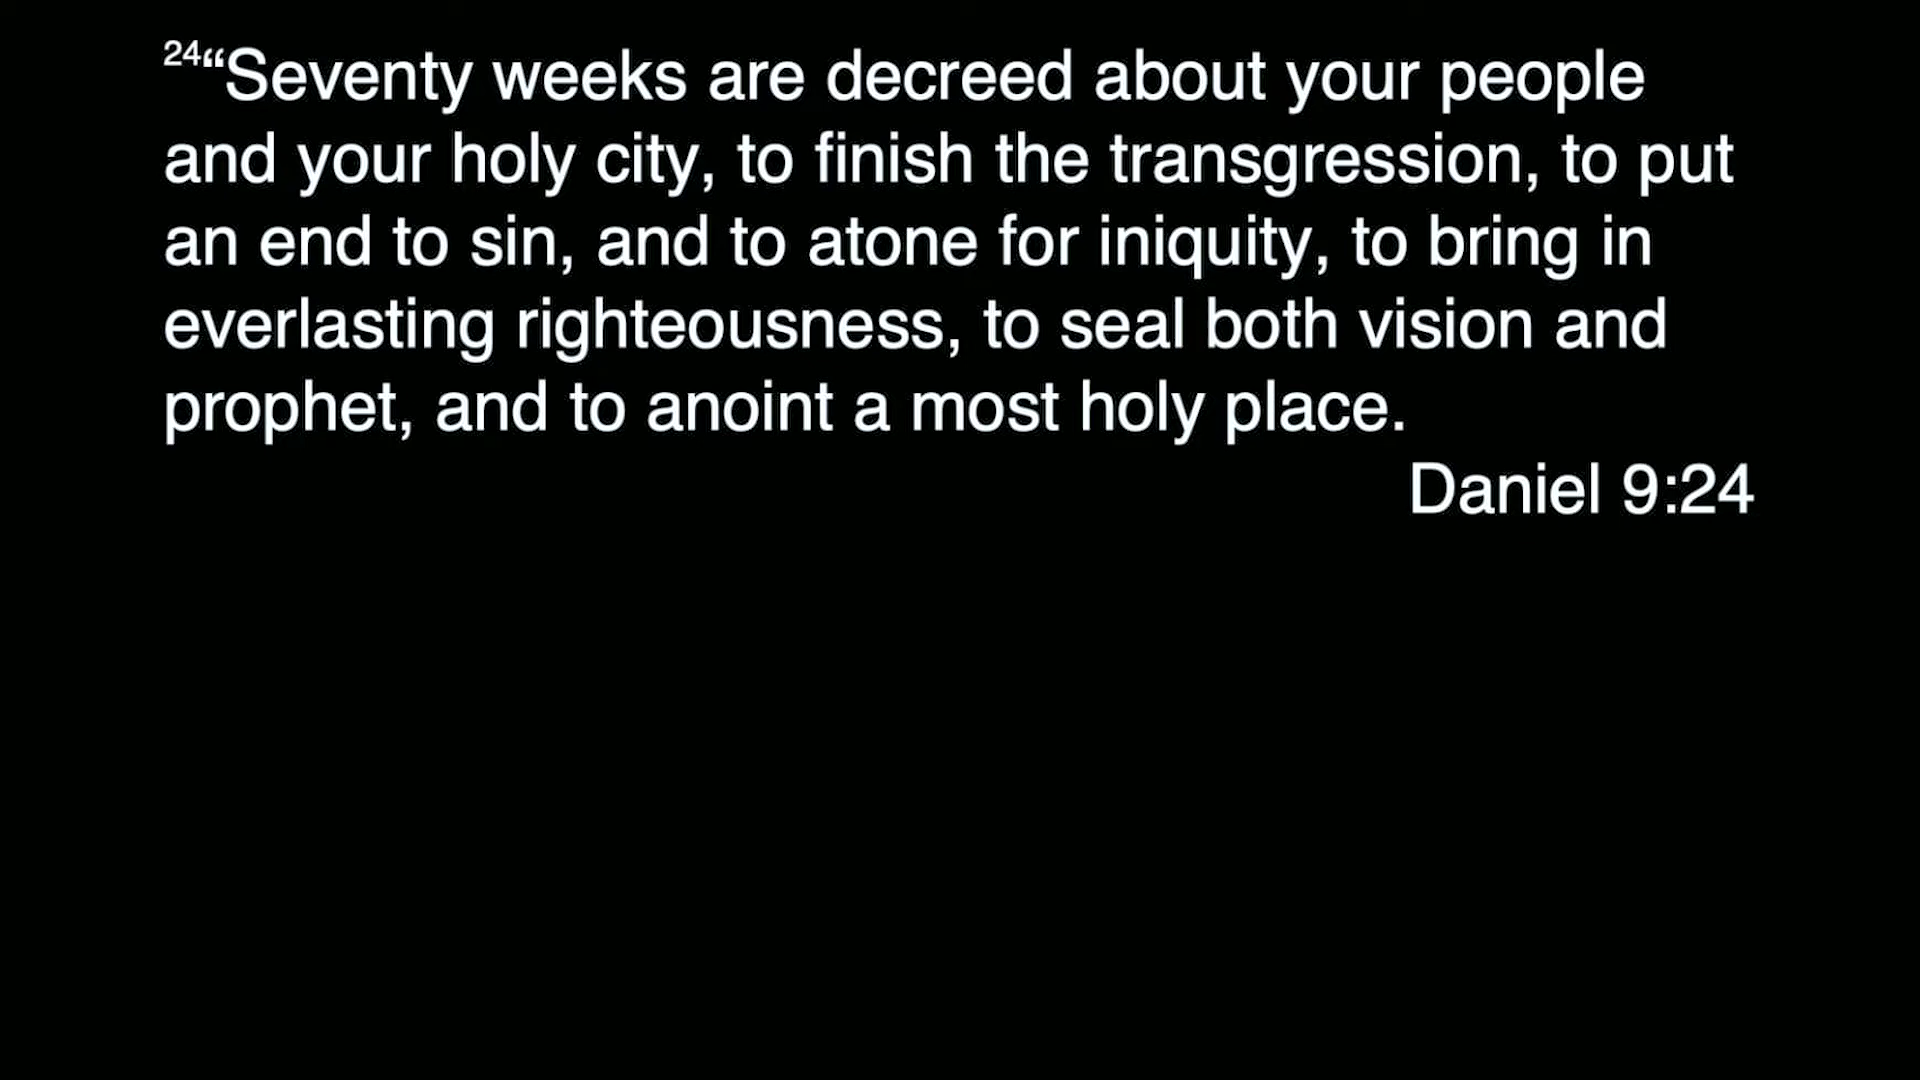 24“Seventy weeks are decreed about your people
and your holy city, to finish the transgression, to put
an end to sin, and to atone for iniquity, to bring in
everlasting righteousness, to seal both vision and
prophet, and to anoint a most holy place.
Daniel 9:24